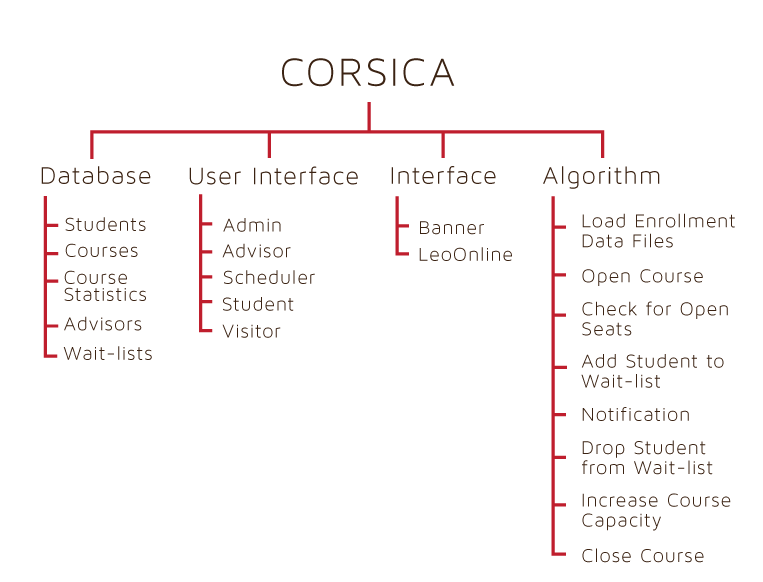 CORSICA
Database
Students
Courses
Course
Statistics
Advisors
Wait-lists
User Interface
Admin
Advisor
Scheduler
Student
Visitor
Interface
Banner
LeoOnline
Algorithm
Load Enrollment
Data Files
Open Course
Check for Open
Seats
Add Student to
Wait-list
Notification
Drop Student
from Wait-list
Increase Course
Capacity
Close Course